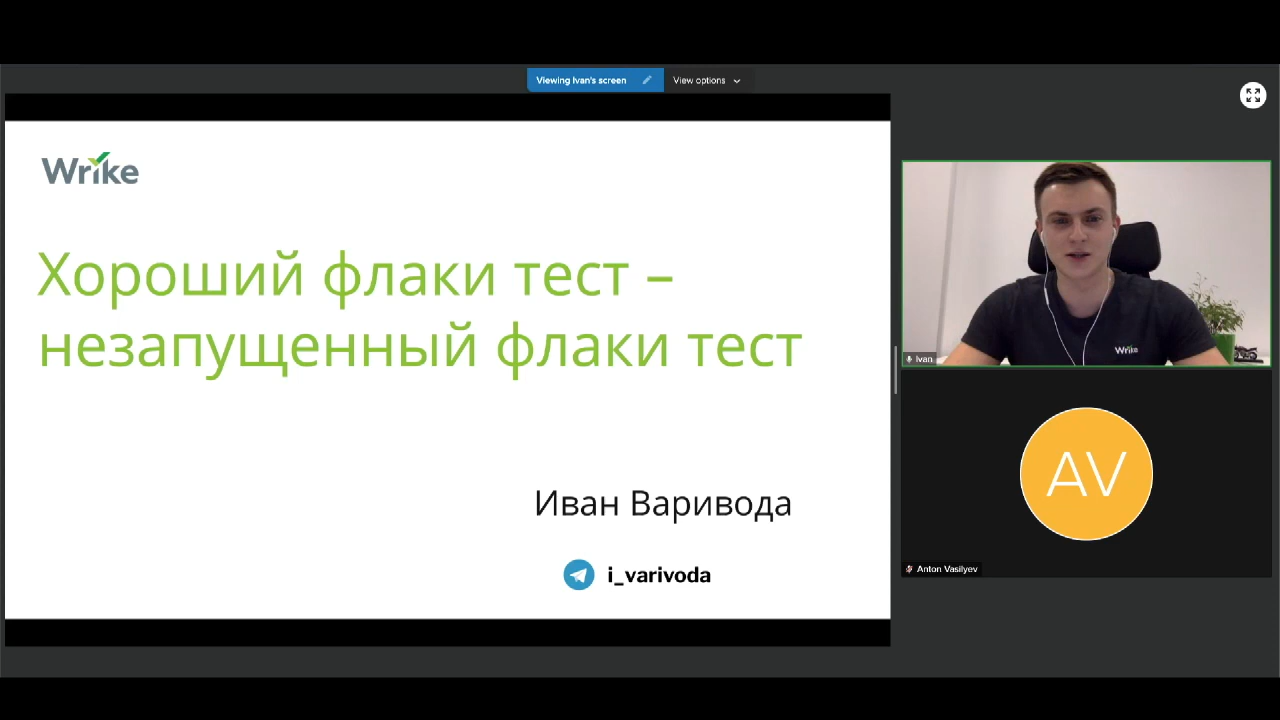 Viewing Ivan's screen
View options
Wrike
Хороший флаки тест –
незапущенный флаки тест
Иван Варивода
i_varivoda
Wrike
Ivan
AV
Anton Vasilyev